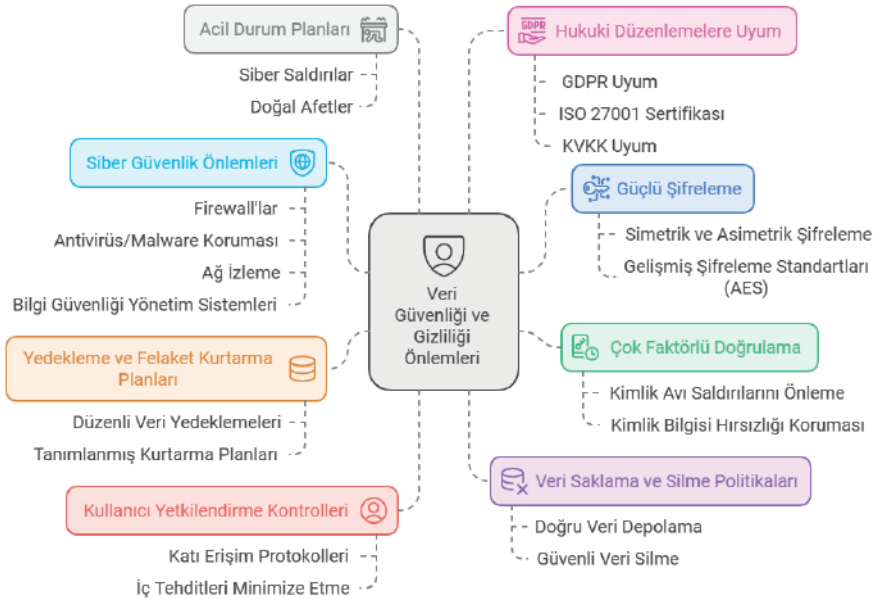 Acil Durum Planları
Siber Saldırılar
Doğal Afetler
Siber Güvenlik Önlemleri
Firewall'lar
Antivirüs/Malware Koruması
Ağ İzleme
Bilgi Güvenliği Yönetim Sistemleri
Yedekleme ve Felaket Kurtarma
Planları
Düzenli Veri Yedeklemeleri
Tanımlanmış Kurtarma Planları
Kullanıcı Yetkilendirme Kontrolleri
Katı Erişim Protokolleri
İç Tehditleri Minimize Etme
Veri
Güvenliği ve
Gizliliği
Önlemleri
GDPR
Hukuki Düzenlemelere Uyum
GDPR Uyum
ISO 27001 Sertifikası
KVKK Uyum
Güçlü Şifreleme
Simetrik ve Asimetrik Şifreleme
Gelişmiş Şifreleme Standartları
(AES)
Çok Faktörlü Doğrulama
Kimlik Avı Saldırılarını Önleme
Kimlik Bilgisi Hırsızlığı Koruması
Veri Saklama ve Silme Politikaları
Doğru Veri Depolama
Güvenli Veri Silme